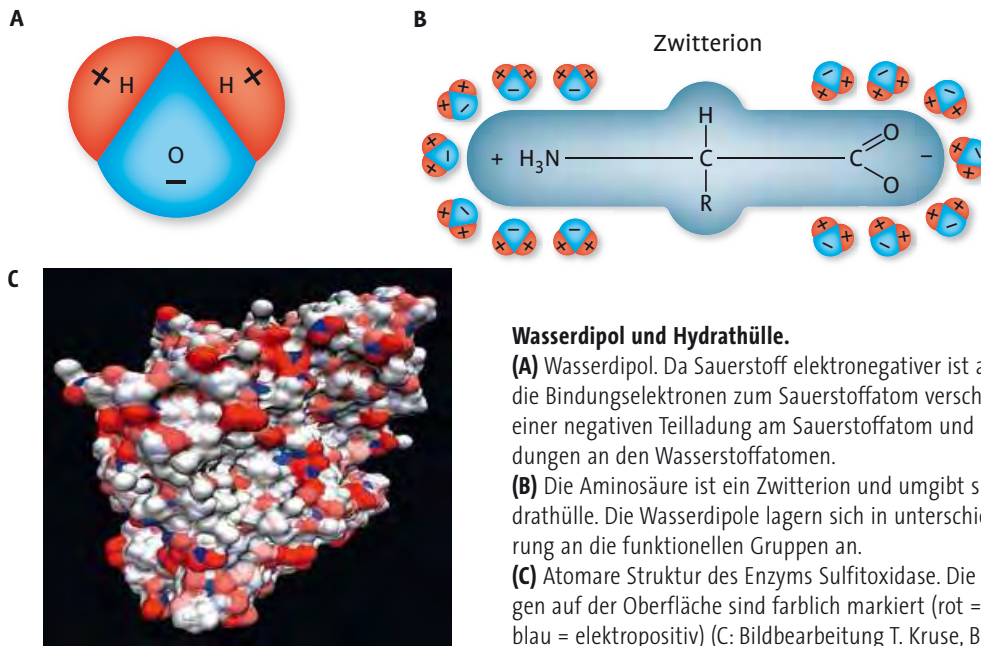 A
H H
O
B
Zwitterion
H
+ H₃N C C O −
R O
C
Wasserdipol und Hydrathülle.
(A) Wasserdipol. Da Sauerstoff elektronegativer ist
die Bindungselektronen zum Sauerstoffatom
einer negativen Teilladung am Sauerstoffatom und
dungen an den Wasserstoffatomen.
(B) Die Aminosäure ist ein Zwitterion und umgibt
drathülle. Die Wasserdipole lagern sich in
rung an die funktionellen Gruppen an.
(C) Atomare Struktur des Enzyms Sulfitoxidase. Die
gen auf der Oberfläche sind farblich markiert (rot =
blau = elektropositiv) (C: Bildbearbeitung T. Kruse,